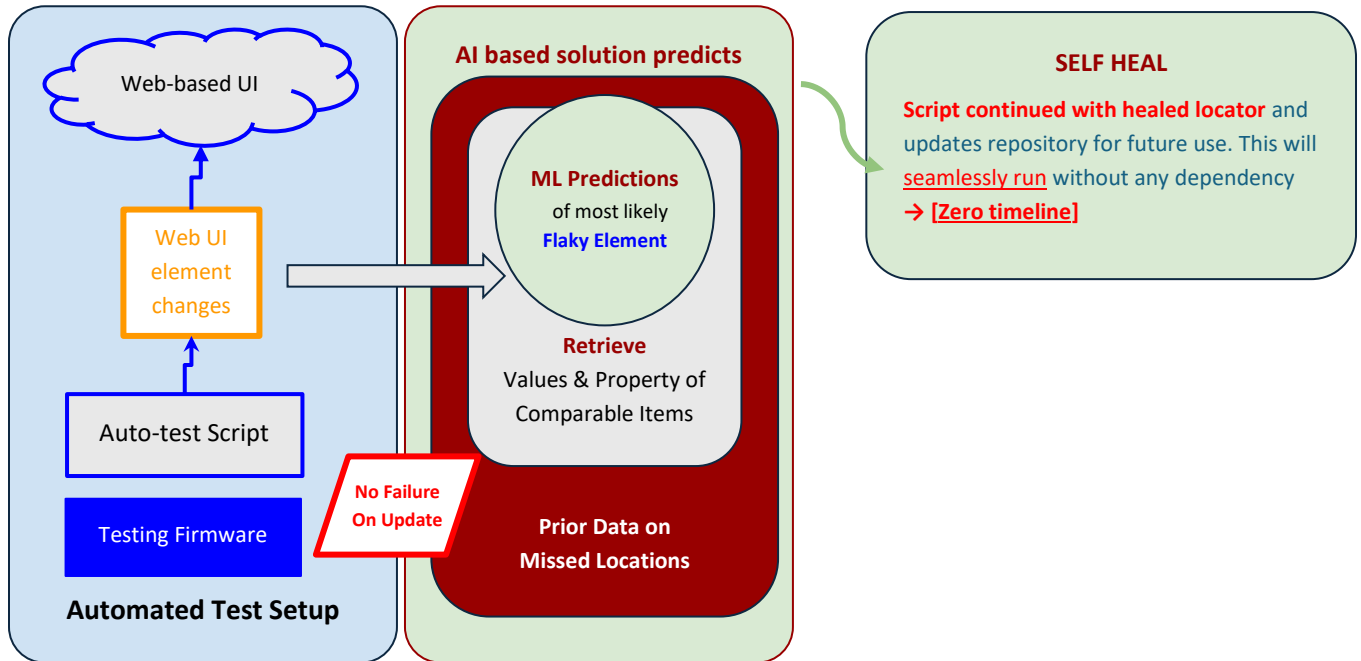 Web-based UI
Web UI
element
changes
Auto-test Script
Testing Firmware
Automated Test Setup
No Failure
On Update
AI based solution predicts
ML Predictions
of most likely
Flaky Element
Retrieve
Values & Property of
Comparable Items
Prior Data on
Missed Locations
SELF HEAL
Script continued with healed locator and
updates repository for future use. This will
seamlessly run without any dependency
→ [Zero timeline]